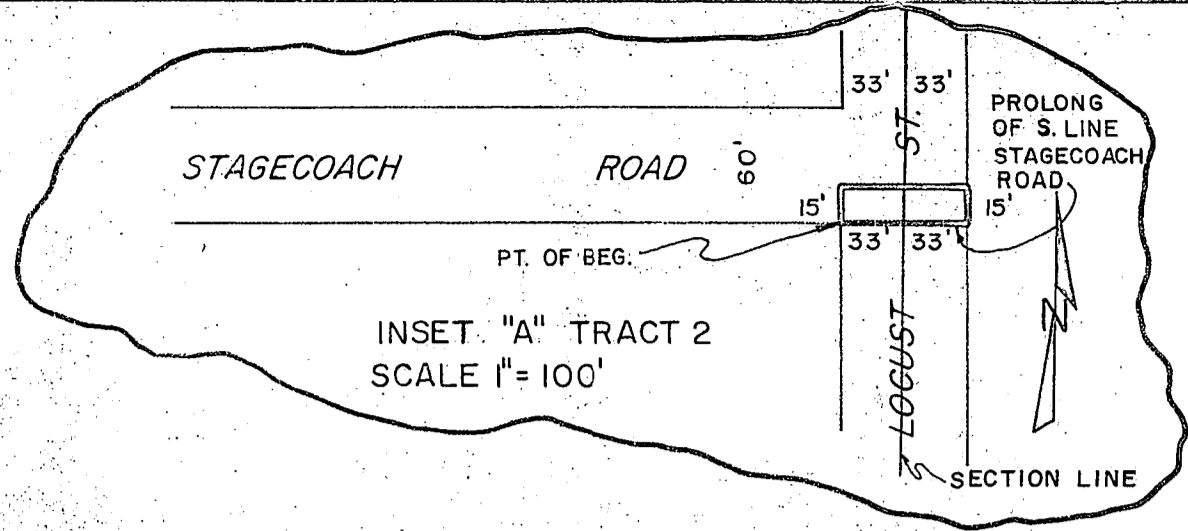 33' 33'
PROLONG
OF S. LINE
STAGECOACH
ROAD
ST.
STAGECOACH ROAD
60'
15' 15'
33' 33'
PT. OF BEG.
INSET "A" TRACT 2
SCALE 1"= 100'
LOCUST
N
SECTION LINE